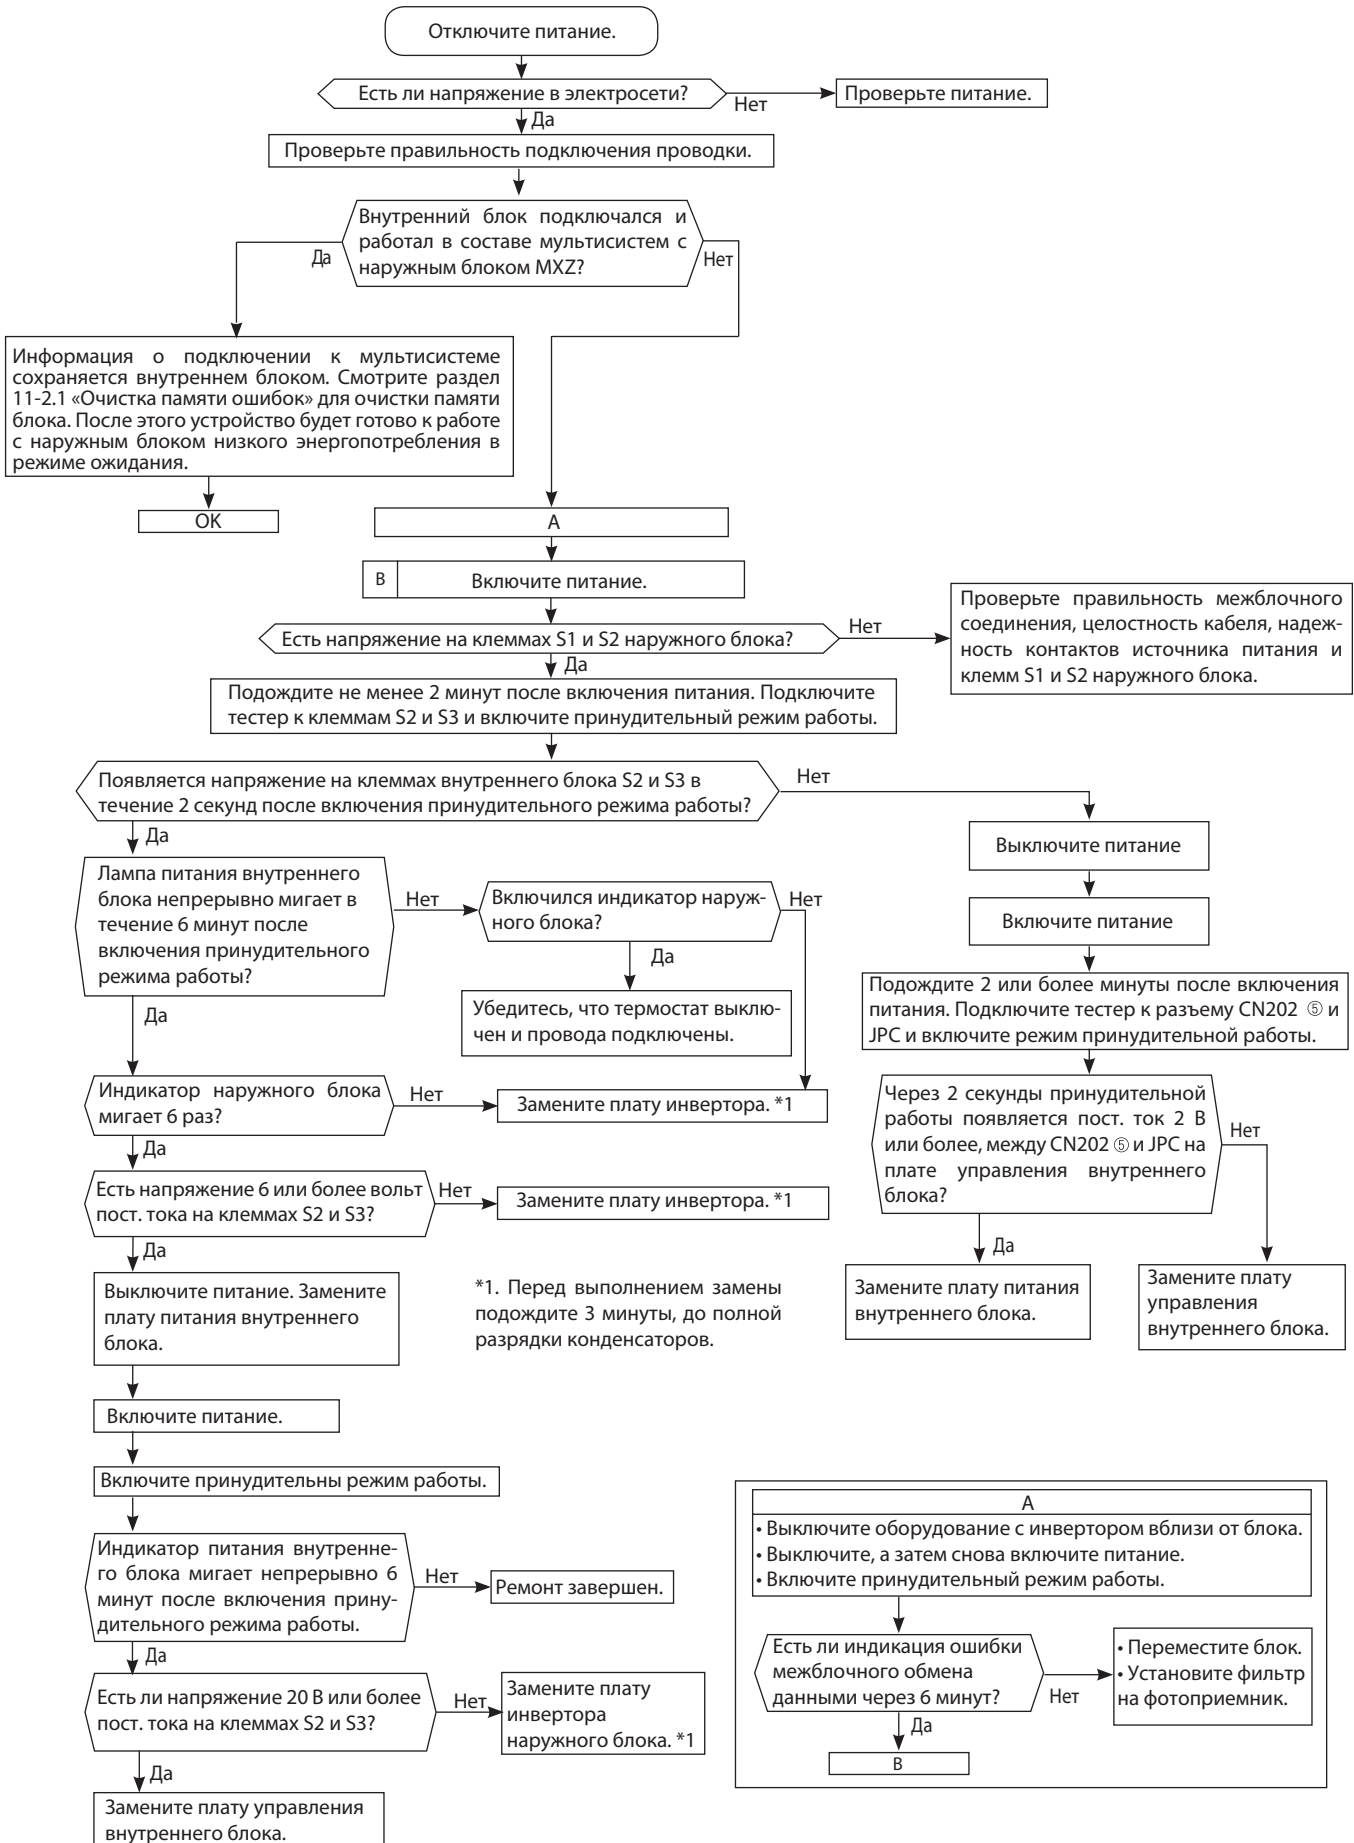 Отключите питание.
Есть ли напряжение в электросети?
Нет
Проверьте питание.
Да
Проверьте правильность подключения проводки.
Внутренний блок подключался и
работал в составе мультисистем с
наружным блоком MXZ?
Да
Нет
Информация о подключении к мультисистеме
сохраняется внутреннем блоком. Смотрите раздел
11-2.1 «Очистка памяти ошибок» для очистки памяти
блока. После этого устройство будет готово к работе
с наружным блоком низкого энергопотребления в
режиме ожидания.
OK
A
B
Включите питание.
Есть напряжение на клеммах S1 и S2 наружного блока?
Нет
Проверьте правильность межблочного
соединения, целостность кабеля, надеж-
ность контактов источника питания и
клемм S1 и S2 наружного блока.
Да
Подождите не менее 2 минут после включения питания. Подключите
тестер к клеммам S2 и S3 и включите принудительный режим работы.
Появляется напряжение на клеммах внутреннего блока S2 и S3 в
течение 2 секунд после включения принудительного режима работы?
Нет
Да
Выключите питание
Включите питание
Подождите 2 или более минуты после включения
питания. Подключите тестер к разъему CN202 ⑤ и
JPC и включите режим принудительной работы.
Через 2 секунды принудительной
работы появляется пост. ток 2 В
или более, между CN202 ⑤ и JPC на
плате управления внутреннего
блока?
Нет
Да
Замените плату питания
внутреннего блока.
Замените плату
управления
внутреннего блока.
Лампа питания внутреннего
блока непрерывно мигает в
течение 6 минут после
включения принудительного
режима работы?
Нет
Включился индикатор наруж-
ного блока?
Нет
Да
Убедитесь, что термостат выклю-
чен и провода подключены.
Да
Индикатор наружного блока
мигает 6 раз?
Нет
Замените плату инвертора. *1
Да
Есть напряжение 6 или более вольт
пост. тока на клеммах S2 и S3?
Нет
Замените плату инвертора. *1
Да
Выключите питание. Замените
плату питания внутреннего
блока.
*1. Перед выполнением замены
подождите 3 минуты, до полной
разрядки конденсаторов.
Включите питание.
Включите принудительны режим работы.
Индикатор питания внутренне-
го блока мигает непрерывно 6
минут после включения прину-
дительного режима работы.
Нет
Ремонт завершен.
Да
Есть ли напряжение 20 В или более
пост. тока на клеммах S2 и S3?
Нет
Замените плату
инвертора
наружного блока. *1
Да
Замените плату управления
внутреннего блока.
A
• Выключите оборудование с инвертором вблизи от блока.
• Выключите, а затем снова включите питание.
• Включите принудительный режим работы.
Есть ли индикация ошибки
межблочного обмена
данными через 6 минут?
Нет
• Переместите блок.
• Установите фильтр
на фотоприемник.
Да
B